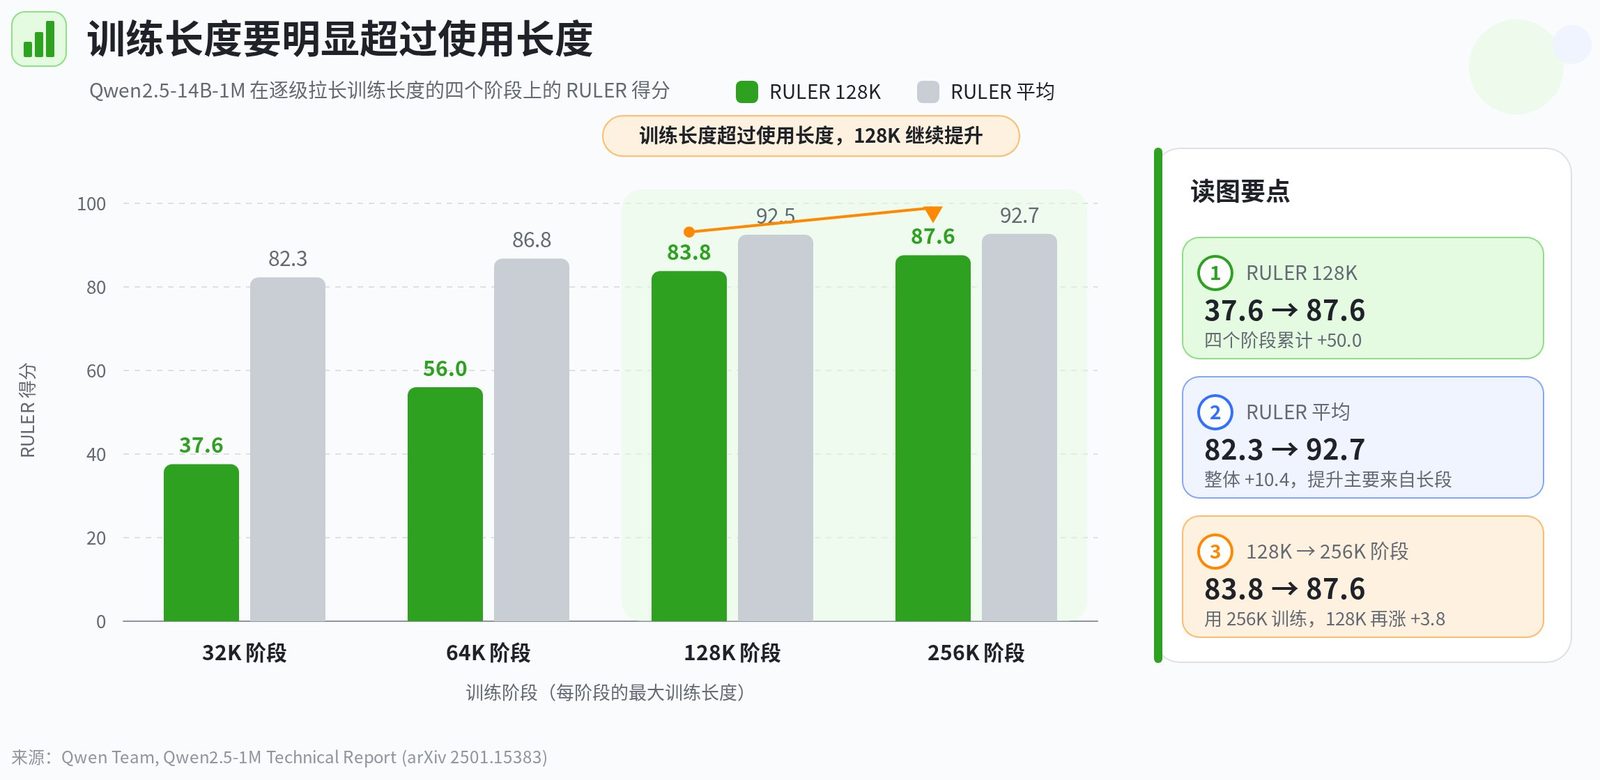 训练长度要明显超过使用长度
Qwen2.5-14B-1M 在逐级拉长训练长度的四个阶段上的 RULER 得分
RULER 128K
RULER 平均
训练长度超过使用长度，128K 继续提升
RULER 得分
100
80
60
40
20
0
37.6
82.3
56.0
86.8
83.8
92.5
87.6
92.7
32K 阶段
64K 阶段
128K 阶段
256K 阶段
训练阶段（每阶段的最大训练长度）
读图要点
1 RULER 128K
37.6 → 87.6
四个阶段累计 +50.0
2 RULER 平均
82.3 → 92.7
整体 +10.4，提升主要来自长段
3 128K → 256K 阶段
83.8 → 87.6
用 256K 训练，128K 再涨 +3.8
来源：Qwen Team, Qwen2.5-1M Technical Report (arXiv 2501.15383)